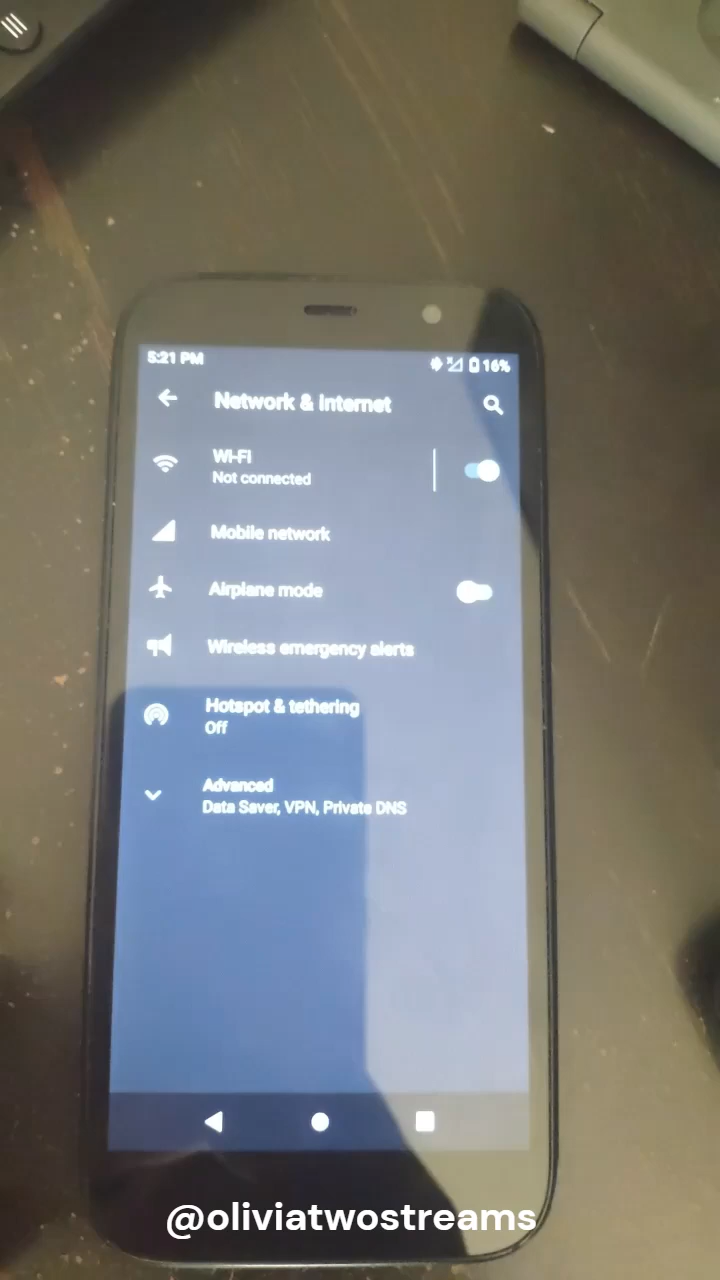 5:21 PM
16%
Network & Internet
Wi-Fi
Not connected
Mobile network
Airplane mode
Wireless emergency alerts
Hotspot & tethering
Off
Advanced
Data Saver, VPN, Private DNS
@oliviatwostreams